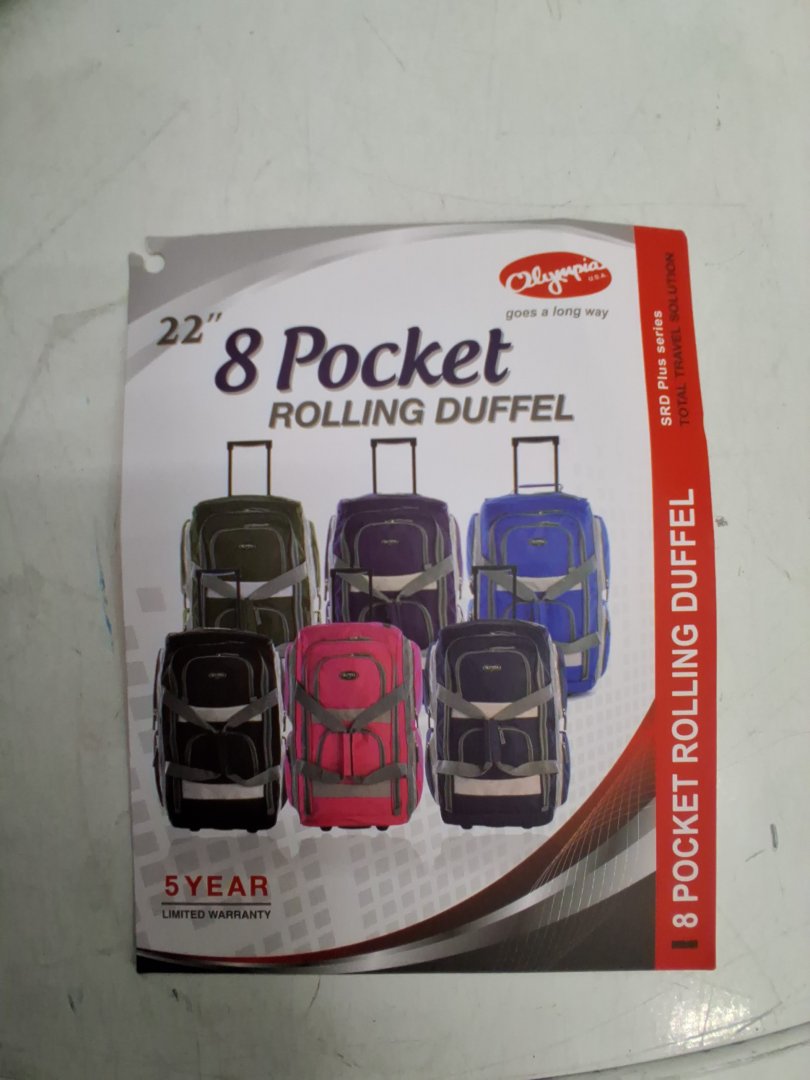 Olympia
U.S.A.
goes a long way
22" 8 Pocket
ROLLING DUFFEL
5 YEAR
LIMITED WARRANTY
SRD Plus series
TOTAL TRAVEL SOLUTION
8 POCKET ROLLING DUFFEL